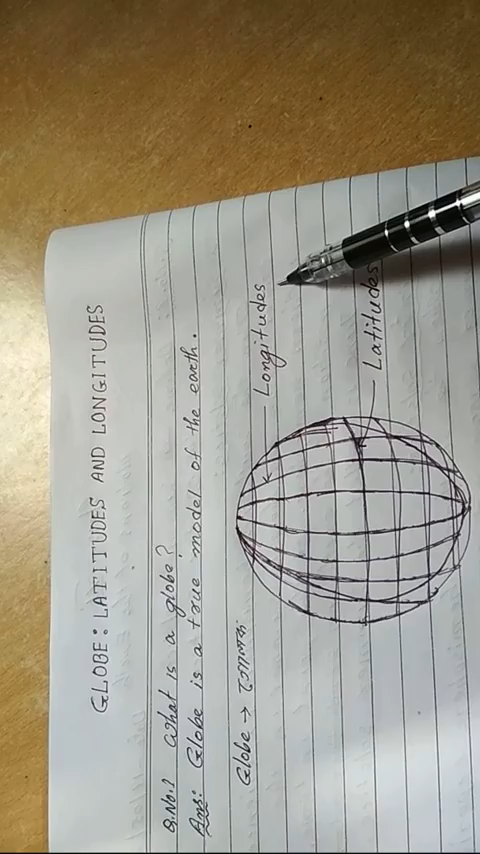 GLOBE: LATITUDES AND LONGITUDES
Q.No.1 What is a globe?
Ans: Globe is a true model of the earth.
Globe → গোলক
Longitudes
Latitudes